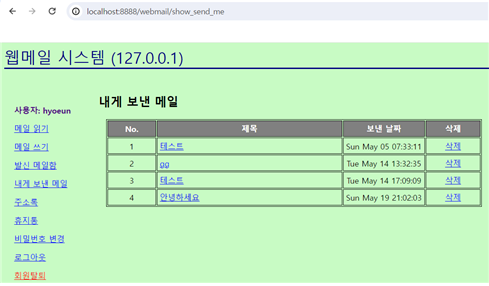 localhost:8888/webmail/show_send_me
웹메일 시스템 (127.0.0.1)
사용자: hyoeun
메일 읽기
메일 쓰기
발신 메일함
내게 보낸 메일
주소록
휴지통
비밀번호 변경
로그아웃
회원탈퇴
내게 보낸 메일
No. 제목 보낸 날짜 삭제
1 테스트 Sun May 05 07:33:11 삭제
2 gg Tue May 14 13:32:35 삭제
3 테스트 Tue May 14 17:09:09 삭제
4 안녕하세요 Sun May 19 21:02:03 삭제